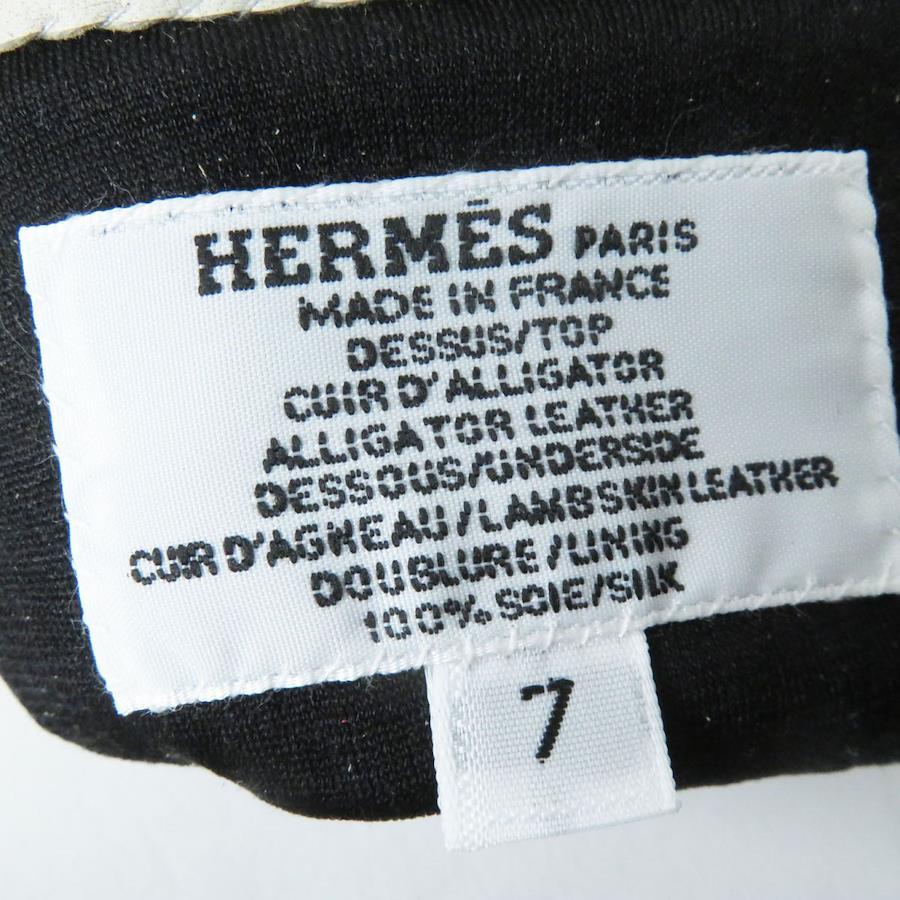 HERMĒS PARIS
MADE IN FRANCE
DESSUS/TOP
CUIR D'ALLIGATOR
ALLIGATOR LEATHER
DESSOUS/UNDERSIDE
CUIR D'AGNEAU/LAMBSKIN LEATHER
DOUBLURE/LINING
100% SOIE/SILK
7